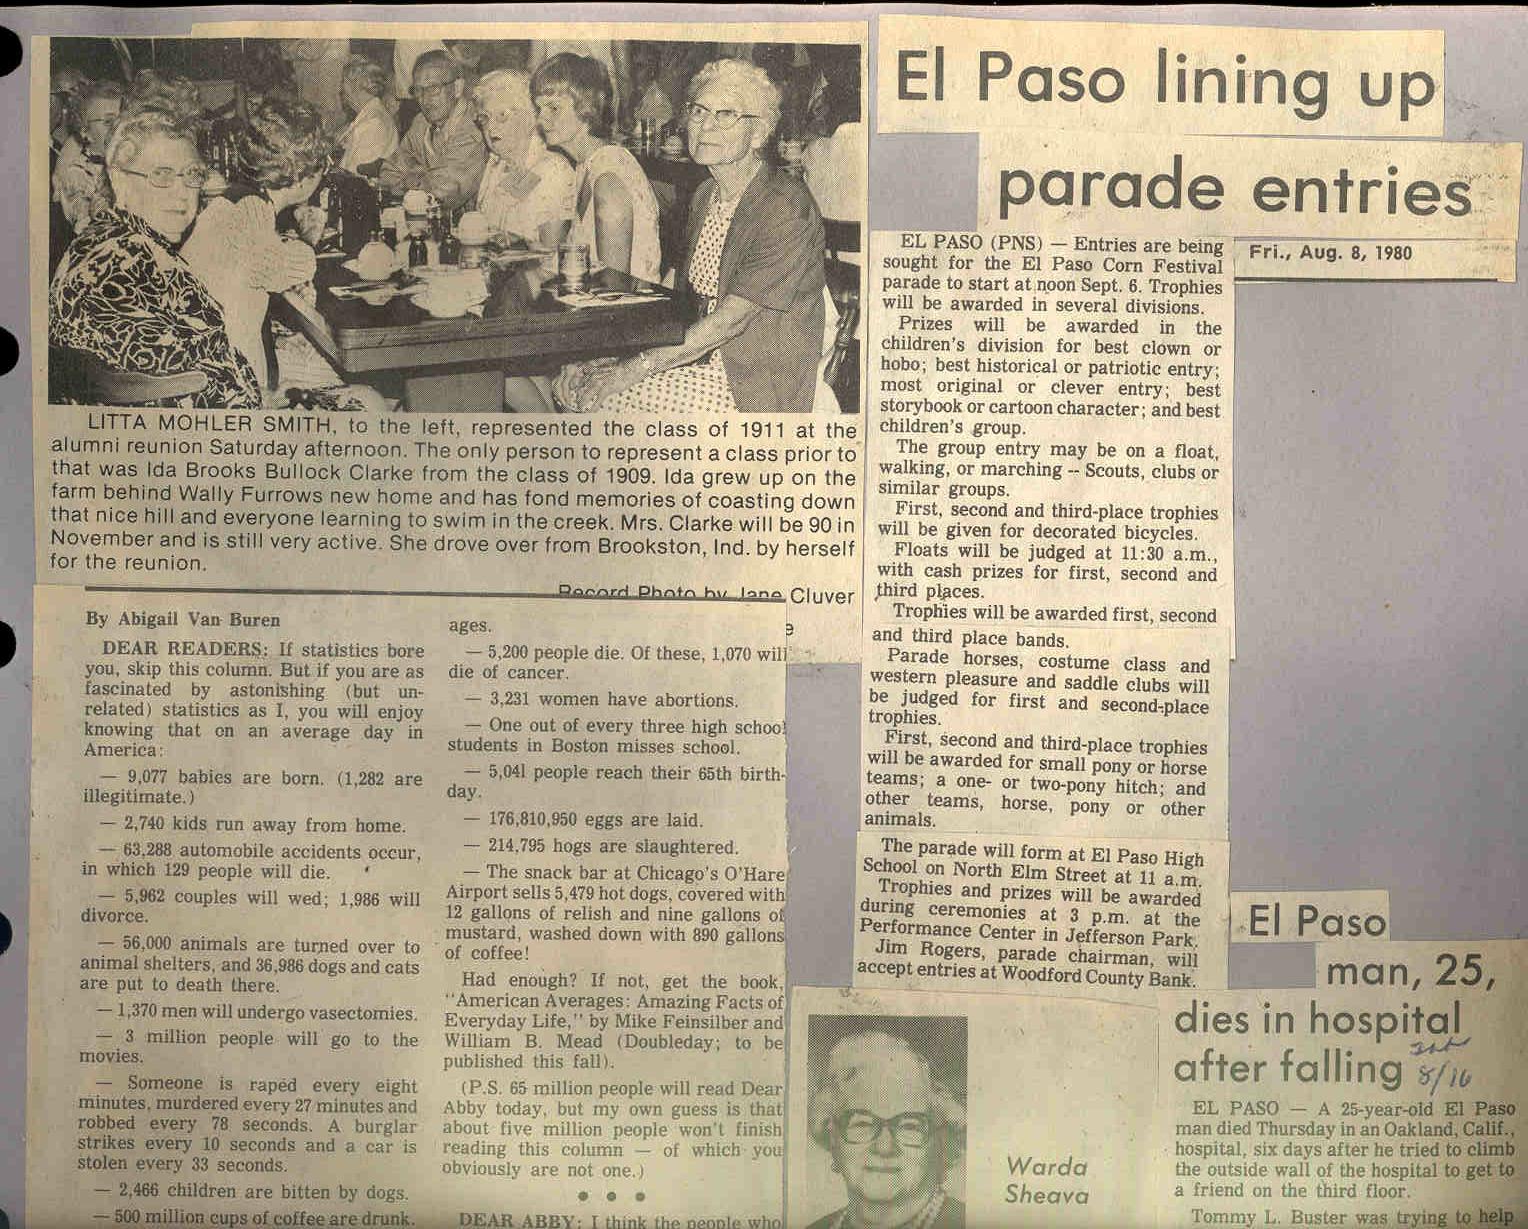 LITTA MOHLER SMITH, to the left, represented the class of 1911 at the
alumni reunion Saturday afternoon. The only person to represent a class prior to
that was Ida Brooks Bullock Clarke from the class of 1909. Ida grew up on the
farm behind Wally Furrows new home and has fond memories of coasting down
that nice hill and everyone learning to swim in the creek. Mrs. Clarke will be 90 in
November and is still very active. She drove over from Brookston, Ind. by herself
for the reunion.
Record Photo by Jane Cluver
By Abigail Van Buren
DEAR READERS: If statistics bore
you, skip this column. But if you are as
fascinated by astonishing (but un-
related) statistics as I, you will enjoy
knowing that on an average day in
America:
— 9,077 babies are born. (1,282 are
illegitimate.)
— 2,740 kids run away from home.
— 63,288 automobile accidents occur,
in which 129 people will die.
— 5,962 couples will wed; 1,986 will
divorce.
— 56,000 animals are turned over to
animal shelters, and 36,986 dogs and cats
are put to death there.
— 1,370 men will undergo vasectomies.
— 3 million people will go to the
movies.
— Someone is raped every eight
minutes, murdered every 27 minutes and
robbed every 78 seconds. A burglar
strikes every 10 seconds and a car is
stolen every 33 seconds.
— 2,466 children are bitten by dogs.
— 500 million cups of coffee are drunk.
ages.
— 5,200 people die. Of these, 1,070 will
die of cancer.
— 3,231 women have abortions.
— One out of every three high school
students in Boston misses school.
— 5,041 people reach their 65th birth-
day.
— 176,810,950 eggs are laid.
— 214,795 hogs are slaughtered.
— The snack bar at Chicago's O'Hare
Airport sells 5,479 hot dogs, covered with
12 gallons of relish and nine gallons of
mustard, washed down with 890 gallons
of coffee!
Had enough? If not, get the book,
"American Averages: Amazing Facts of
Everyday Life," by Mike Feinsilber and
William B. Mead (Doubleday; to be
published this fall).
(P.S. 65 million people will read Dear
Abby today, but my own guess is that
about five million people won't finish
reading this column — of which you
obviously are not one.)
• • •
DEAR ABBY: I think the people who
El Paso lining up
parade entries
Fri., Aug. 8, 1980
EL PASO (PNS) — Entries are being
sought for the El Paso Corn Festival
parade to start at noon Sept. 6. Trophies
will be awarded in several divisions.
Prizes will be awarded in the
children's division for best clown or
hobo; best historical or patriotic entry;
most original or clever entry; best
storybook or cartoon character; and best
children's group.
The group entry may be on a float,
walking, or marching -- Scouts, clubs or
similar groups.
First, second and third-place trophies
will be given for decorated bicycles.
Floats will be judged at 11:30 a.m.,
with cash prizes for first, second and
third places.
Trophies will be awarded first, second
and third place bands.
Parade horses, costume class and
western pleasure and saddle clubs will
be judged for first and second-place
trophies.
First, second and third-place trophies
will be awarded for small pony or horse
teams; a one- or two-pony hitch; and
other teams, horse, pony or other
animals.
The parade will form at El Paso High
School on North Elm Street at 11 a.m.
Trophies and prizes will be awarded
during ceremonies at 3 p.m. at the
Performance Center in Jefferson Park.
Jim Rogers, parade chairman, will
accept entries at Woodford County Bank.
Warda
Sheava
El Paso
man, 25,
dies in hospital
after falling
8/16
EL PASO — A 25-year-old El Paso
man died Thursday in an Oakland, Calif.,
hospital, six days after he tried to climb
the outside wall of the hospital to get to
a friend on the third floor.
Tommy L. Buster was trying to help